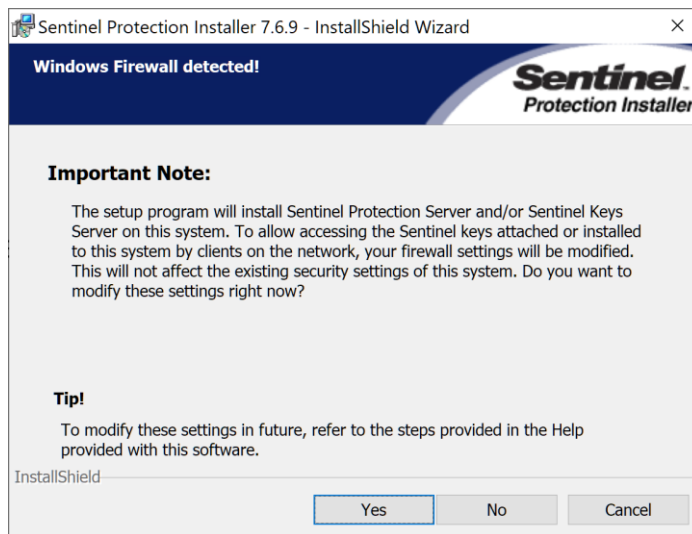 Sentinel Protection Installer 7.6.9 - InstallShield Wizard
Windows Firewall detected!
Sentinel.
Protection Installer
Important Note:
The setup program will install Sentinel Protection Server and/or Sentinel Keys
Server on this system. To allow accessing the Sentinel keys attached or installed
to this system by clients on the network, your firewall settings will be modified.
This will not affect the existing security settings of this system. Do you want to
modify these settings right now?
Tip!
To modify these settings in future, refer to the steps provided in the Help
provided with this software.
InstallShield
Yes No Cancel